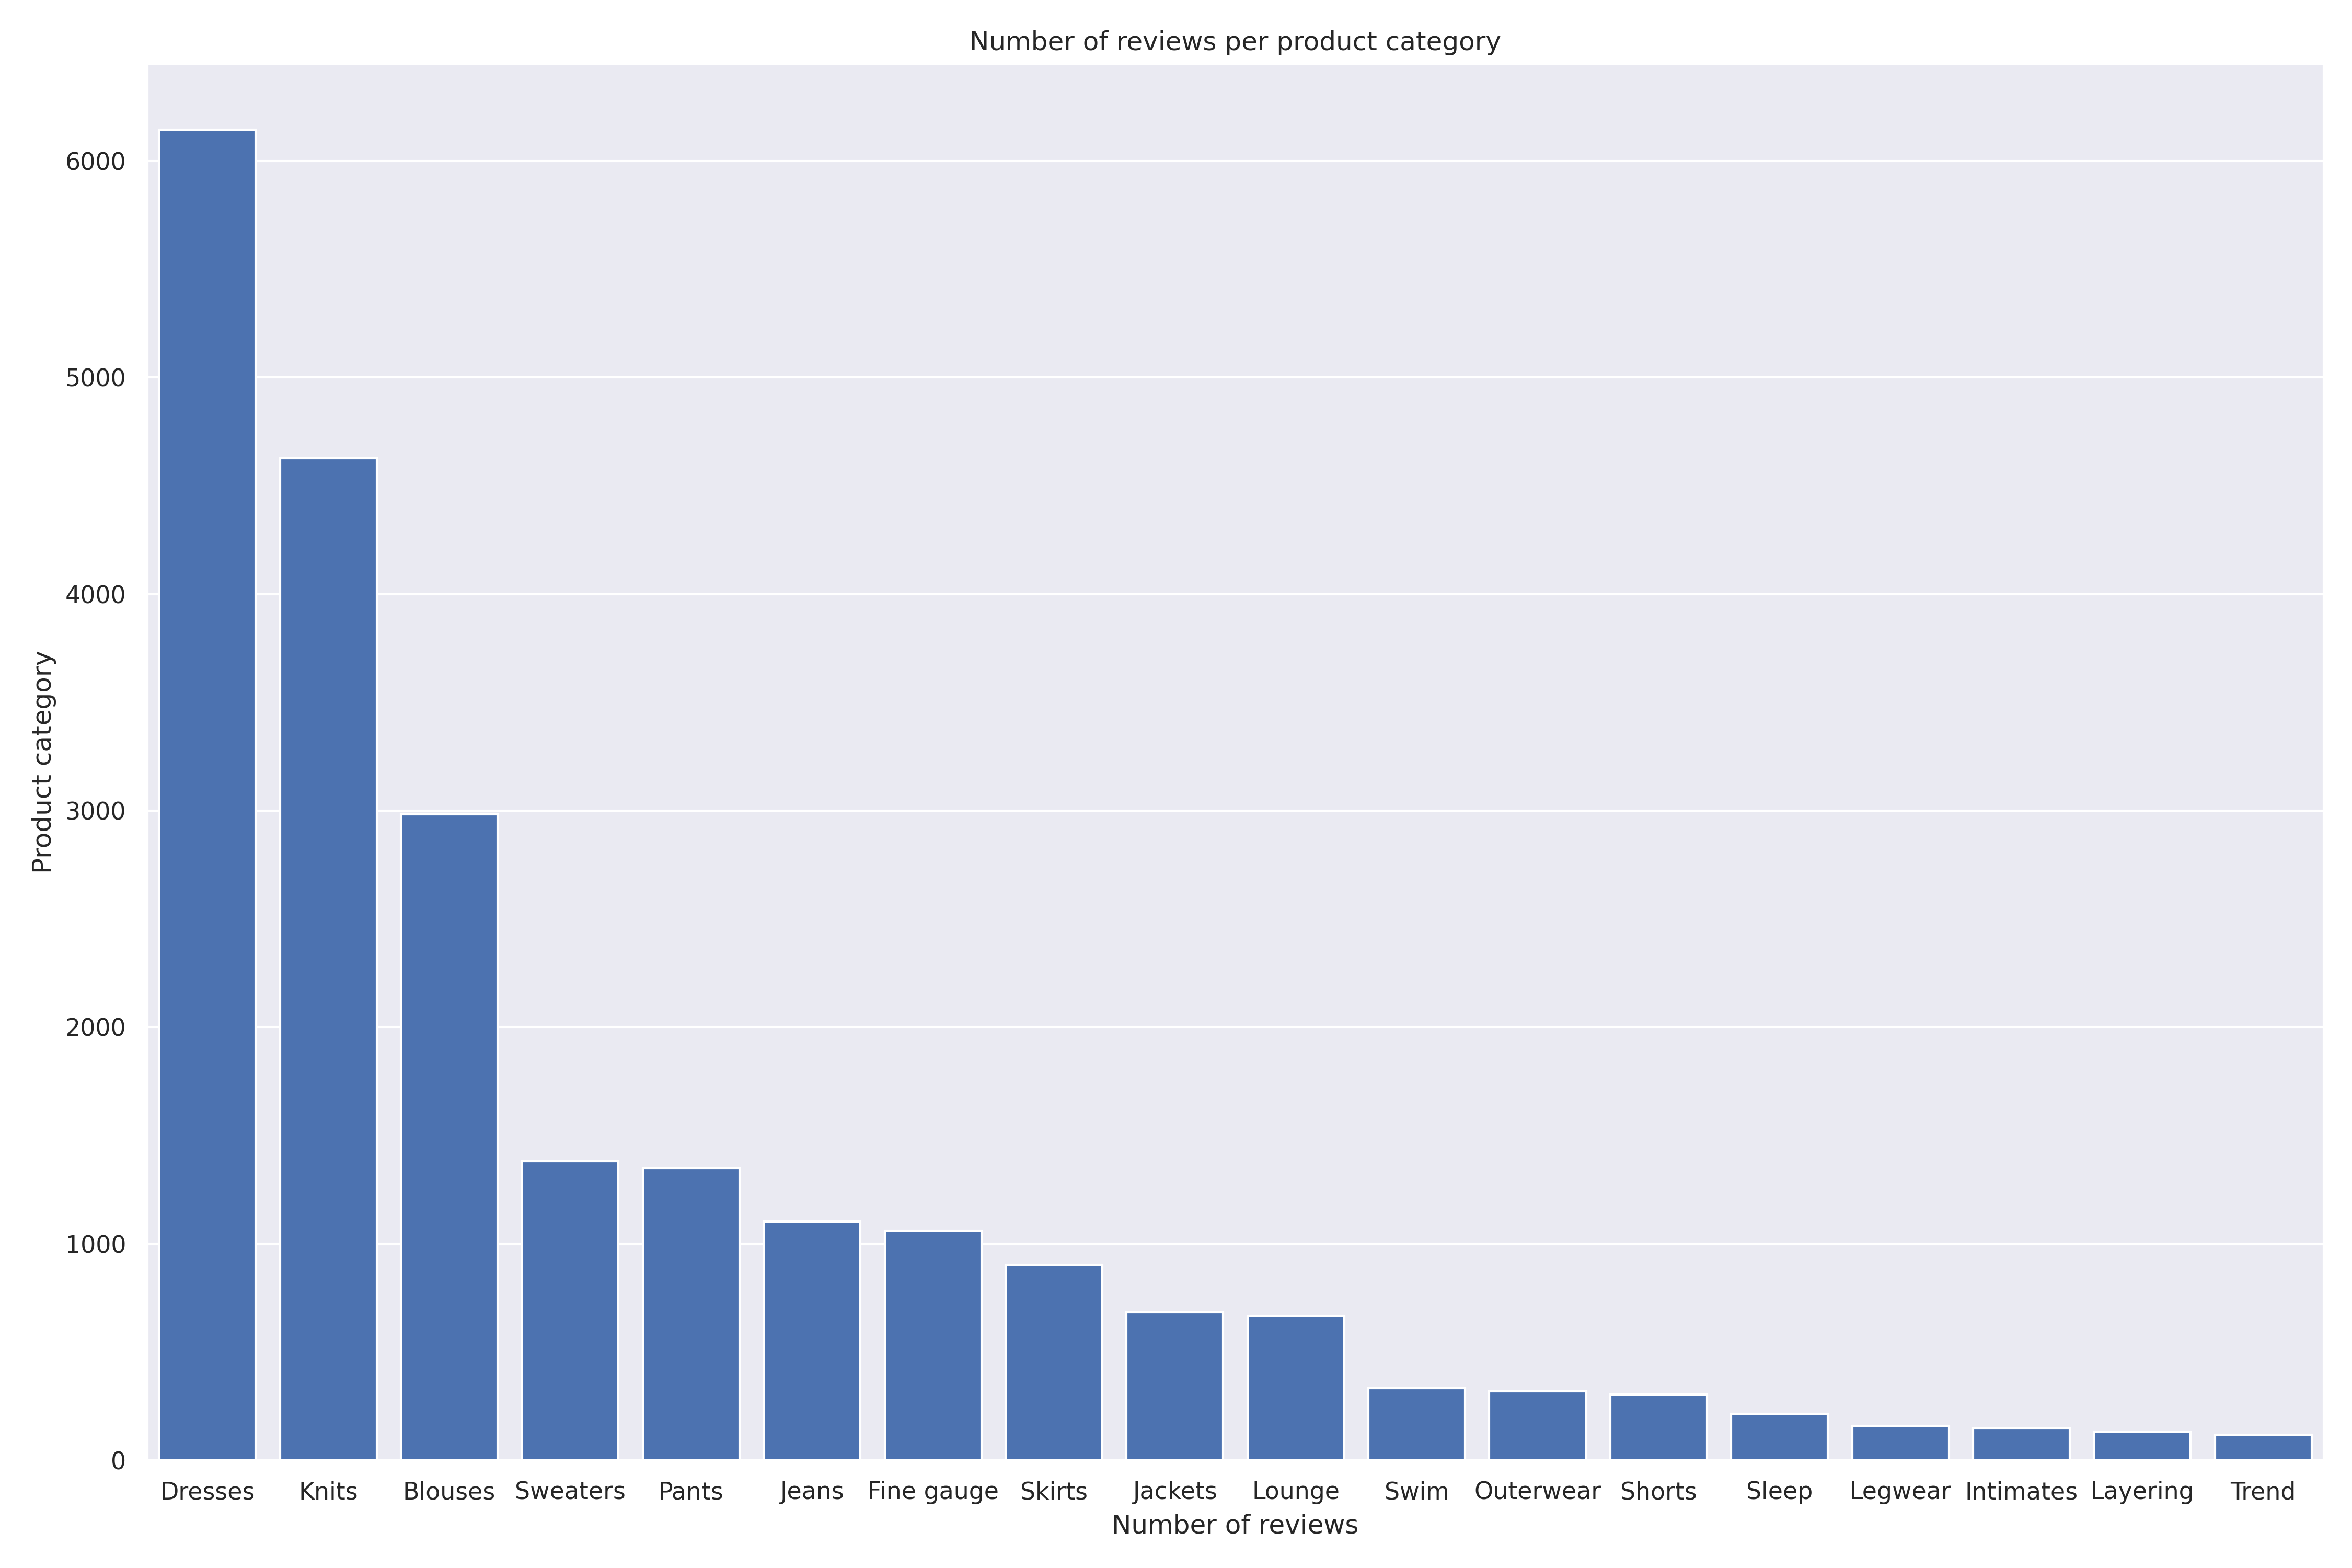 Number of reviews per product category
6000
5000
4000
3000
2000
1000
0
Product category
Dresses Knits Blouses Sweaters Pants Jeans Fine gauge Skirts Jackets Lounge Swim Outerwear Shorts Sleep Legwear Intimates Layering Trend
Number of reviews